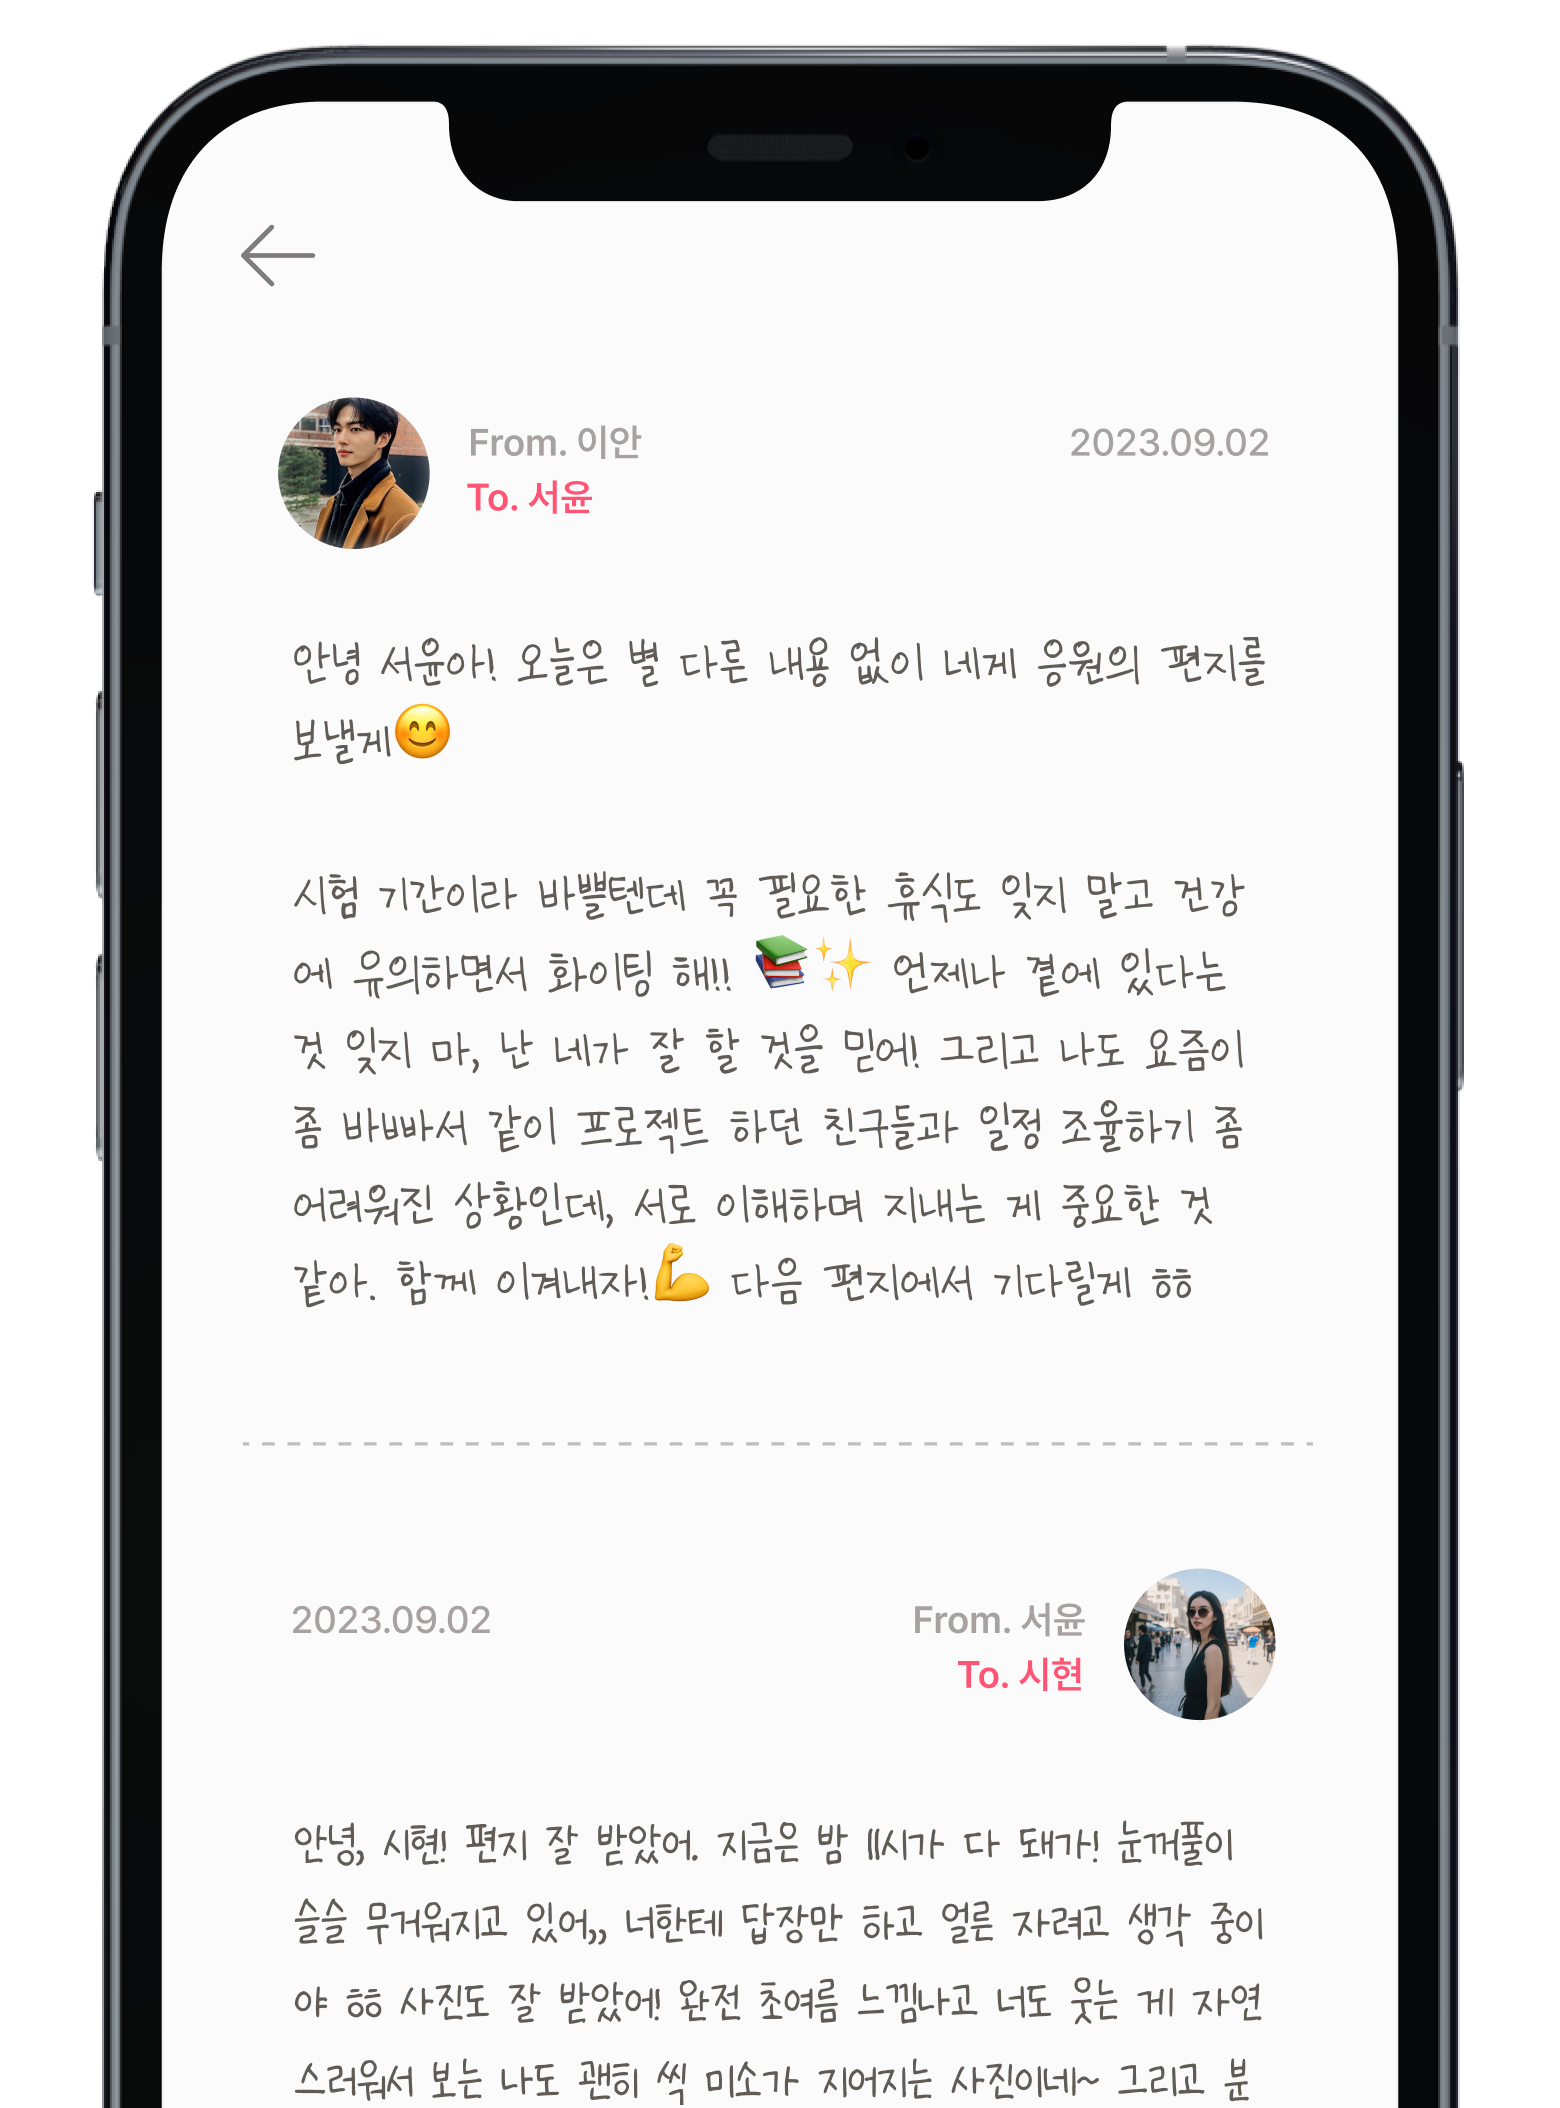 From. 이안
2023.09.02
To. 서윤
안녕 서윤아! 오늘은 별 다른 내용 없이 네게 응원의 편지를
보낼게😊
시험 기간이라 바쁠텐데 꼭 필요한 휴식도 잊지 말고 건강
에 유의하면서 화이팅 해!! 📚✨ 언제나 곁에 있다는
것 잊지 마, 난 네가 잘 할 것을 믿어! 그리고 나도 요즘이
좀 바빠서 같이 프로젝트 하던 친구들과 일정 조율하기 좀
어려워진 상황인데, 서로 이해하며 지내는 게 중요한 것
같아. 함께 이겨내자!💪 다음 편지에서 기다릴게 ㅎㅎ
2023.09.02
From. 서윤
To. 시현
안녕, 시현! 편지 잘 받았어. 지금은 밤 11시가 다 돼가! 눈꺼풀이
슬슬 무거워지고 있어,, 너한테 답장만 하고 얼른 자려고 생각 중이
야 ㅎㅎ 사진도 잘 받았어! 완전 초여름 느낌나고 너도 웃는 게 자연
스러워서 보는 나도 괜히 씩 미소가 지어지는 사진이네~ 그리고 분